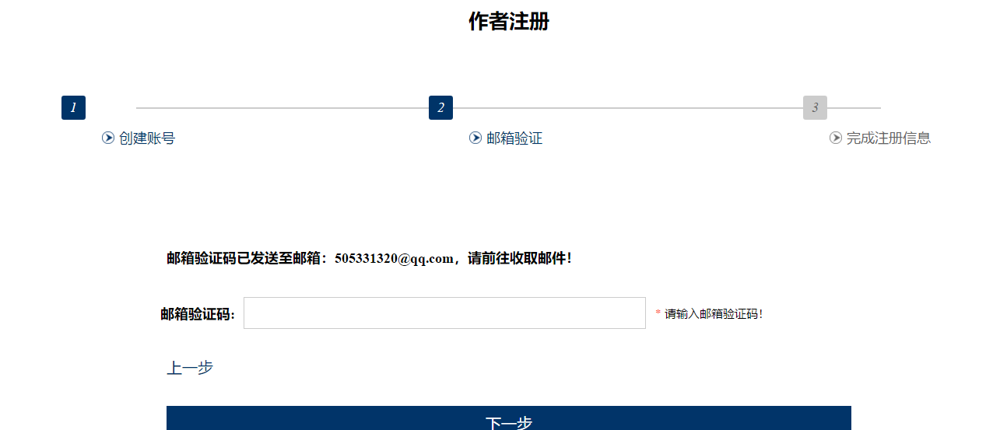 作者注册
1 2 3
创建账号 邮箱验证 完成注册信息
邮箱验证码已发送至邮箱：505331320@qq.com，请前往收取邮件！
邮箱验证码: * 请输入邮箱验证码！
上一步
下一步